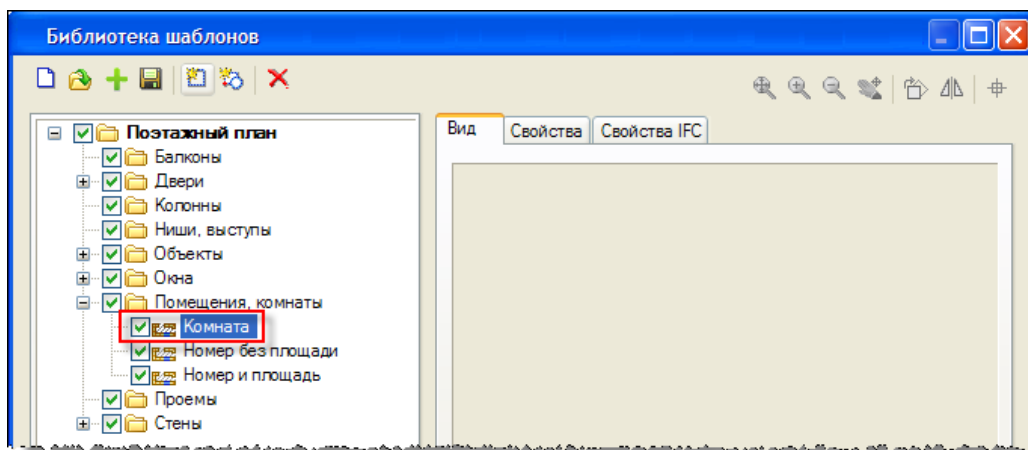 Библиотека шаблонов
Вид Свойства Свойства IFC
Поэтажный план
Балконы
Двери
Колонны
Ниши, выступы
Объекты
Окна
Помещения, комнаты
Комната
Номер без площади
Номер и площадь
Проемы
Стены